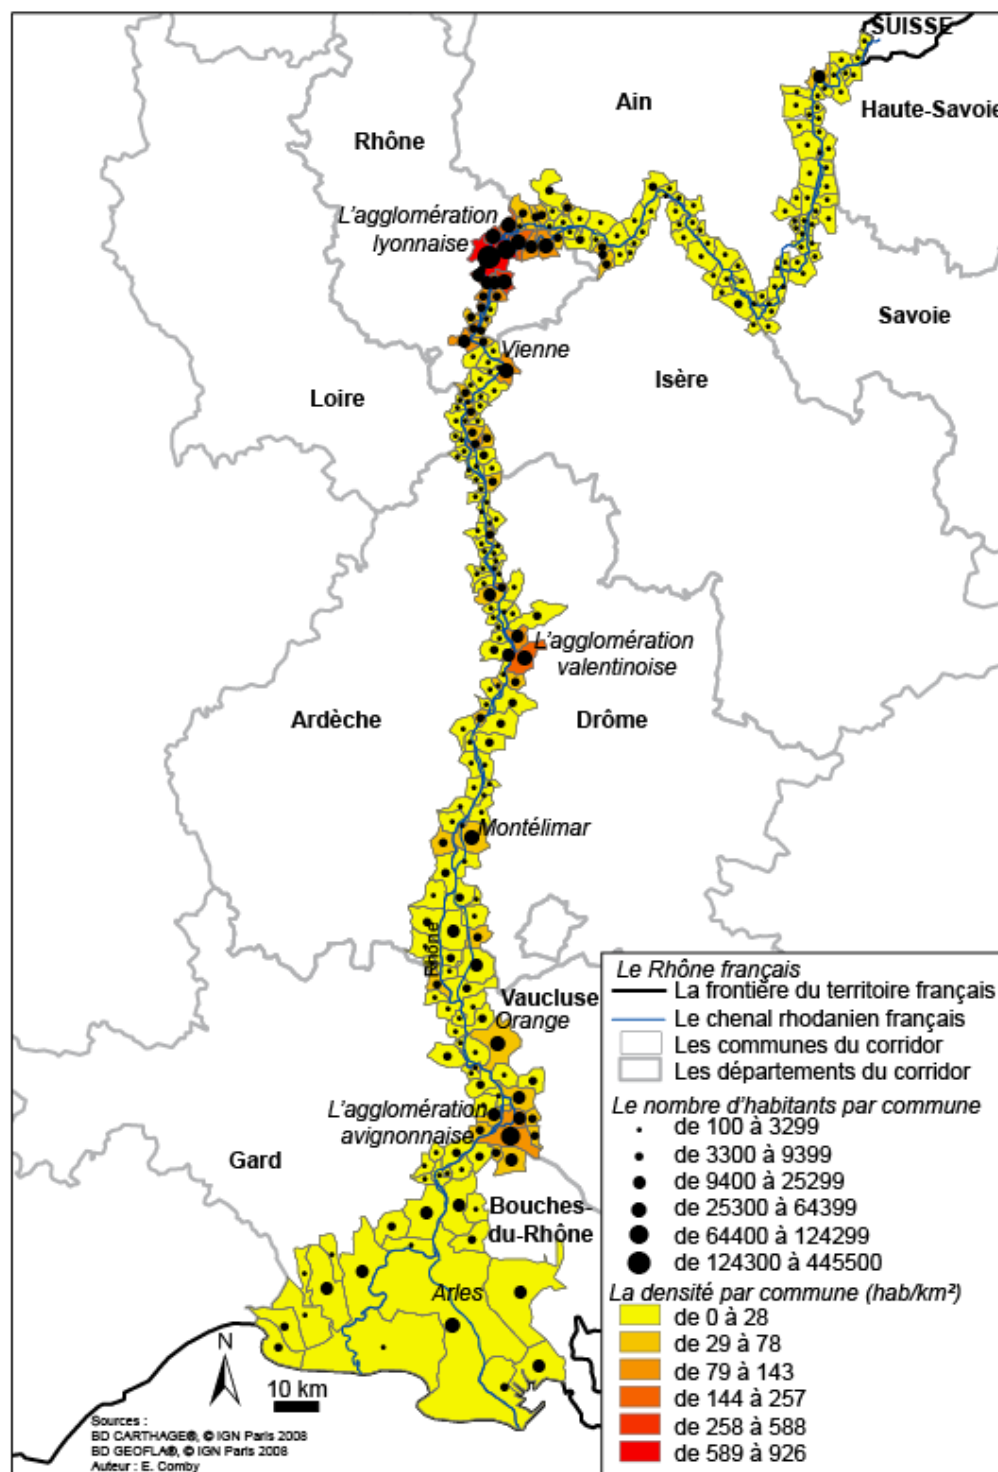 SUISSE
Ain
Haute-Savoie
Rhône
L'agglomération
lyonnaise
Savoie
Vienne
Isère
Loire
L'agglomération
valentinoise
Ardèche
Drôme
Montélimar
Rhône
Vaucluse
Orange
L'agglomération
avignonnaise
Gard
Bouches-
du-Rhône
Arles
N
10 km
Sources :
BD CARTHAGE®, © IGN Paris 2008
BD GEOFLA®, © IGN Paris 2008
Auteur : E. Comby
Le Rhône français
La frontière du territoire français
Le chenal rhodanien français
Les communes du corridor
Les départements du corridor
Le nombre d'habitants par commune
de 100 à 3299
de 3300 à 9399
de 9400 à 25299
de 25300 à 64399
de 64400 à 124299
de 124300 à 445500
La densité par commune (hab/km²)
de 0 à 28
de 29 à 78
de 79 à 143
de 144 à 257
de 258 à 588
de 589 à 926